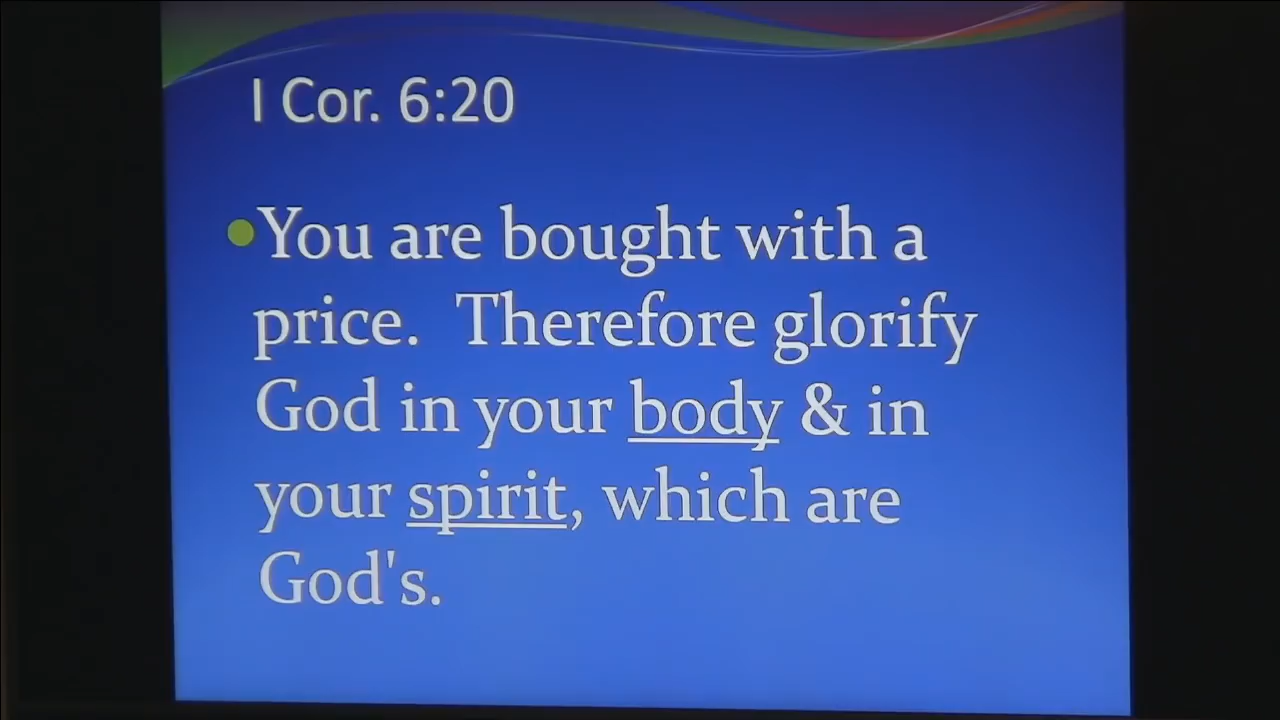 I Cor. 6:20
You are bought with a
price. Therefore glorify
God in your body & in
your spirit, which are
God's.